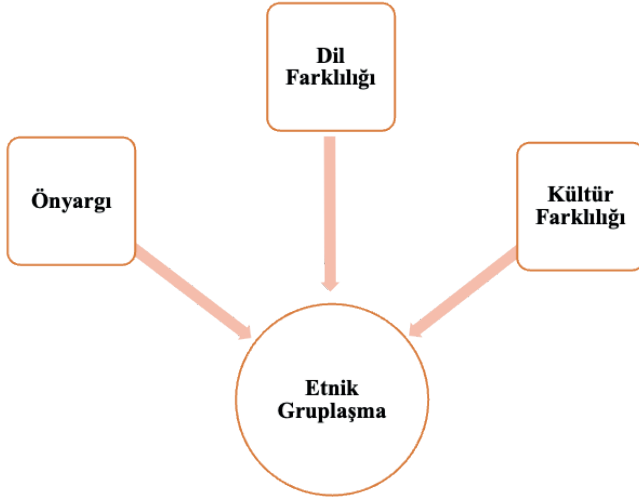 Dil
Farklılığı
Önyargı
Kültür
Farklılığı
Etnik
Gruplaşma